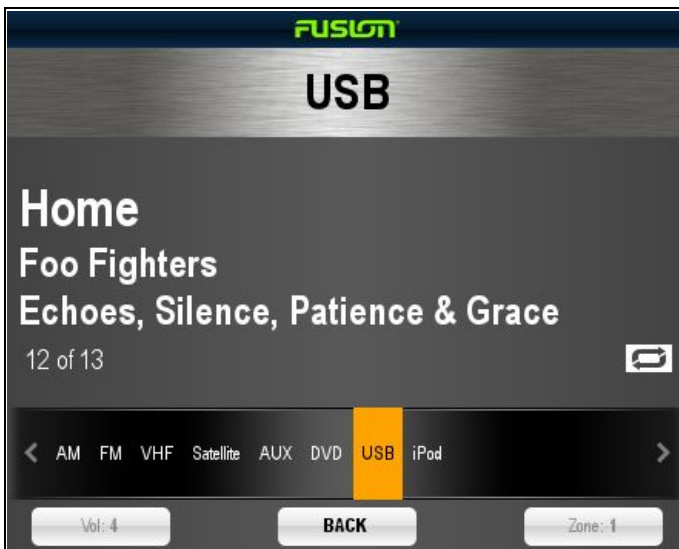 FUSION
USB
Home
Foo Fighters
Echoes, Silence, Patience & Grace
12 of 13
AM FM VHF Satellite AUX DVD USB iPod
Vol: 4 BACK Zone: 1